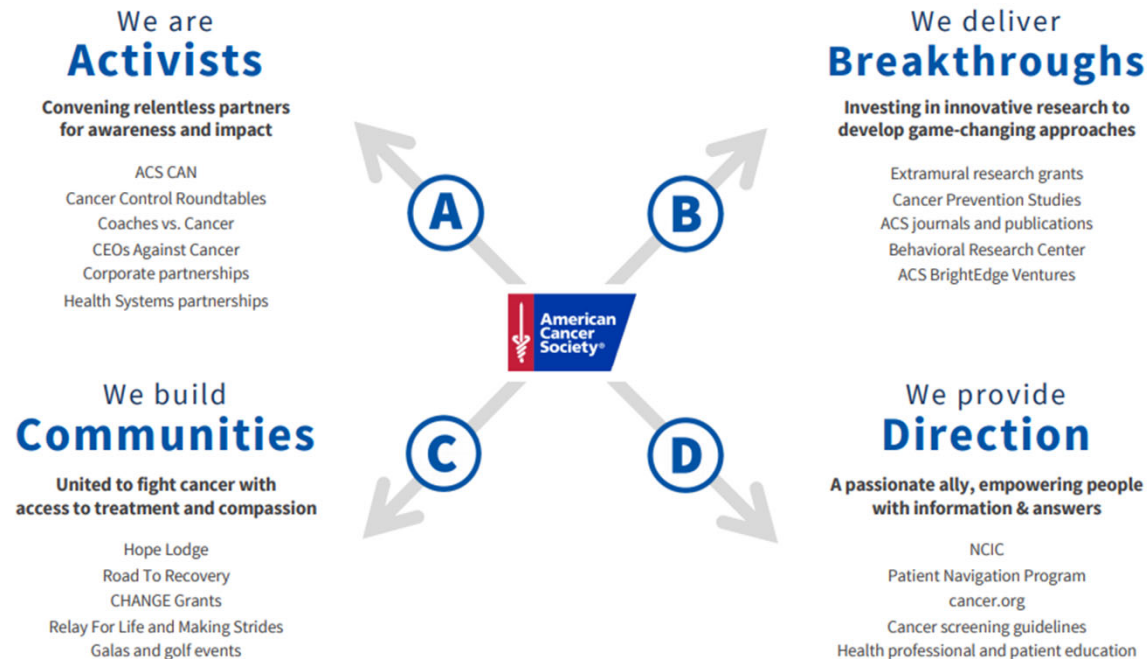 We are
Activists
Convening relentless partners
for awareness and impact
ACS CAN
Cancer Control Roundtables
Coaches vs. Cancer
CEOs Against Cancer
Corporate partnerships
Health Systems partnerships
We deliver
Breakthroughs
Investing in innovative research to
develop game-changing approaches
Extramural research grants
Cancer Prevention Studies
ACS journals and publications
Behavioral Research Center
ACS BrightEdge Ventures
A
B
American
Cancer
Society®
C
D
We build
Communities
United to fight cancer with
access to treatment and compassion
Hope Lodge
Road To Recovery
CHANGE Grants
Relay For Life and Making Strides
Galas and golf events
We provide
Direction
A passionate ally, empowering people
with information & answers
NCIC
Patient Navigation Program
cancer.org
Cancer screening guidelines
Health professional and patient education